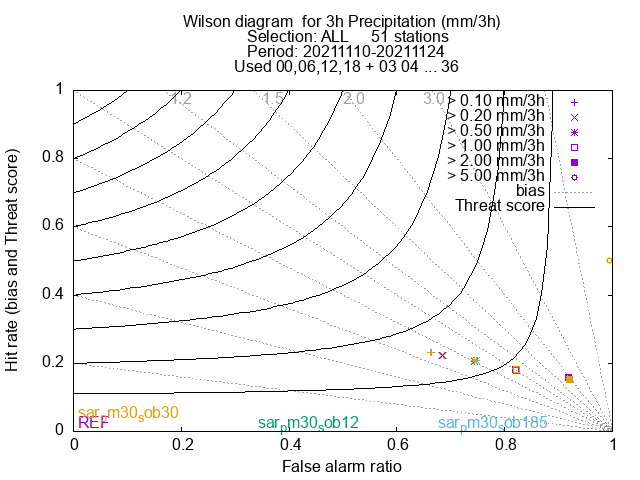 Wilson diagram for 3h Precipitation (mm/3h)
Selection: ALL 51 stations
Period: 20211110-20211124
Used 00,06,12,18 + 03 04 ... 36
1.2 1.5 2.0 3.0
> 0.10 mm/3h
> 0.20 mm/3h
> 0.50 mm/3h
> 1.00 mm/3h
> 2.00 mm/3h
> 5.00 mm/3h
bias
Threat score
1
0.8
0.6
0.4
0.2
0
Hit rate (bias and Threat score)
sarpm30sob30
REF sarpm30sob12 sarpm30sob185
0 0.2 0.4 0.6 0.8 1
False alarm ratio